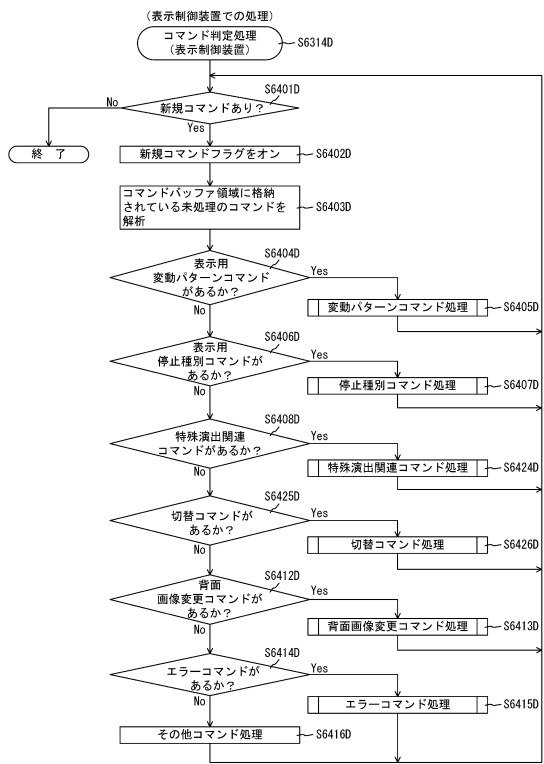 (表示制御装置での処理)
コマンド判定処理
(表示制御装置)
S6314D
S6401D
新規コマンドあり？
No
Yes
終 了
新規コマンドフラグをオン
S6402D
コマンドバッファ領域に格納
されている未処理のコマンドを
解析
S6403D
S6404D
表示用
変動パターンコマンド
があるか？
Yes
No
変動パターンコマンド処理
S6405D
S6406D
表示用
停止種別コマンドが
あるか？
Yes
No
停止種別コマンド処理
S6407D
S6408D
特殊演出関連
コマンドがあるか？
Yes
No
特殊演出関連コマンド処理
S6424D
S6425D
切替コマンドが
あるか？
Yes
No
切替コマンド処理
S6426D
S6412D
背面
画像変更コマンドが
あるか？
Yes
No
背面画像変更コマンド処理
S6413D
S6414D
エラーコマンドが
あるか？
Yes
No
エラーコマンド処理
S6415D
その他コマンド処理
S6416D